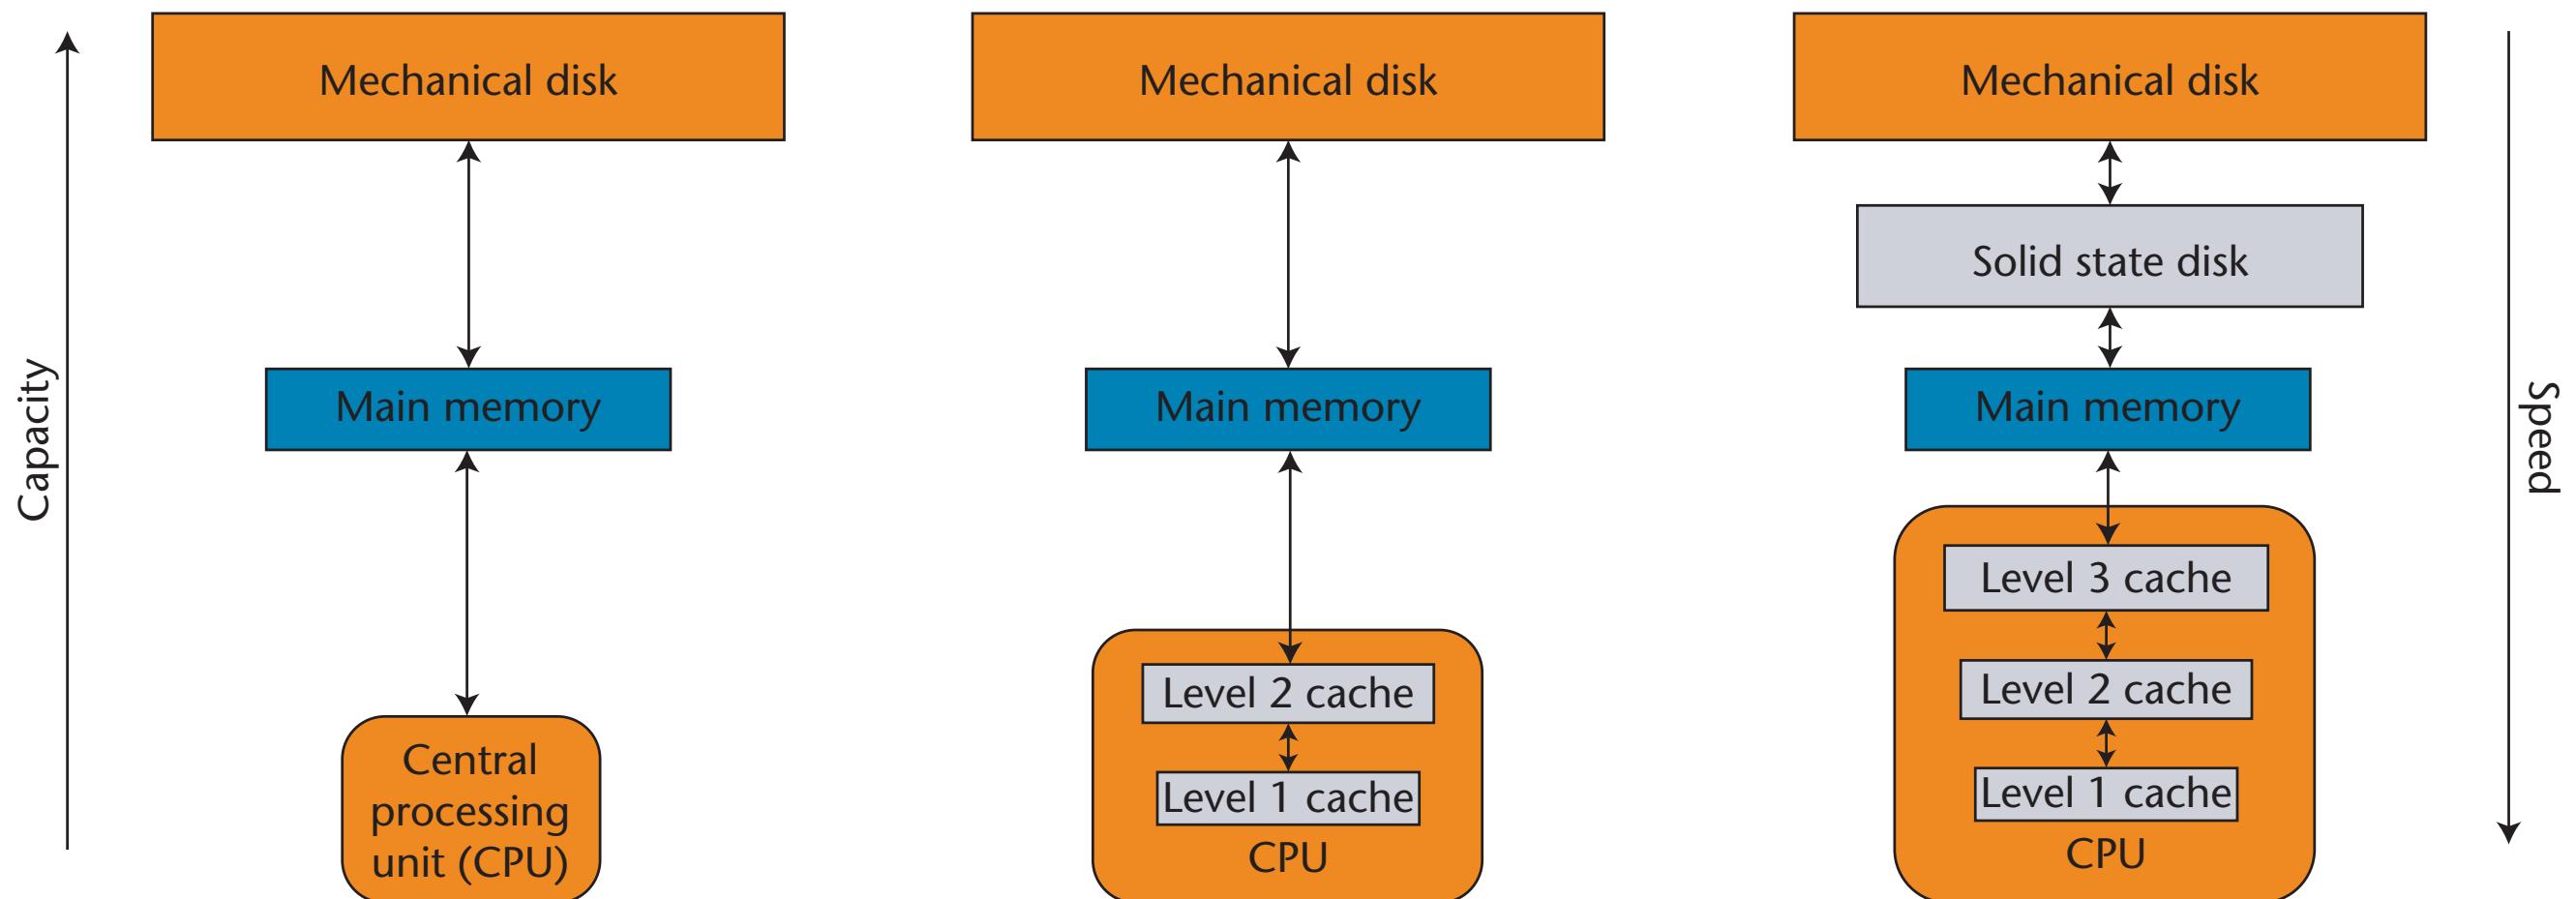 Capacity
Mechanical disk
Main memory
Central
processing
unit (CPU)
Mechanical disk
Main memory
Level 2 cache
Level 1 cache
CPU
Mechanical disk
Solid state disk
Main memory
Level 3 cache
Level 2 cache
Level 1 cache
CPU
Speed